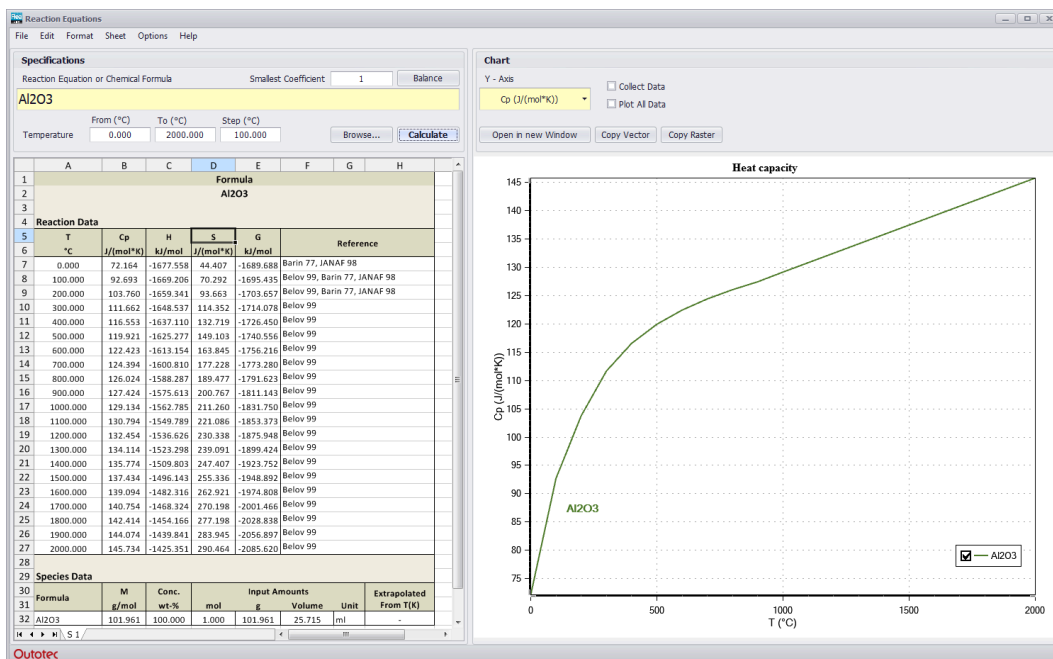 Reaction Equations
File Edit Format Sheet Options Help
Specifications
Reaction Equation or Chemical Formula Smallest Coefficient 1 Balance
Al2O3
From (°C) To (°C) Step (°C)
Temperature 0.000 2000.000 100.000 Browse... Calculate
A B C D E F G H
1 Formula
2 Al2O3
3
4 Reaction Data
5 T Cp H S G Reference
6 °C J/(mol*K) kJ/mol J/(mol*K) kJ/mol
7 0.000 72.164 -1677.558 44.407 -1689.688 Barin 77, JANAF 98
8 100.000 92.693 -1669.206 70.292 -1695.435 Belov 99, Barin 77, JANAF 98
9 200.000 103.760 -1659.341 93.663 -1703.657 Belov 99, Barin 77, JANAF 98
10 300.000 111.662 -1648.537 114.352 -1714.078 Belov 99
11 400.000 116.553 -1637.110 132.719 -1726.450 Belov 99
12 500.000 119.921 -1625.277 149.103 -1740.556 Belov 99
13 600.000 122.423 -1613.154 163.845 -1756.216 Belov 99
14 700.000 124.394 -1600.810 177.228 -1773.280 Belov 99
15 800.000 126.024 -1588.287 189.477 -1791.623 Belov 99
16 900.000 127.424 -1575.613 200.767 -1811.143 Belov 99
17 1000.000 129.134 -1562.785 211.260 -1831.750 Belov 99
18 1100.000 130.794 -1549.789 221.086 -1853.373 Belov 99
19 1200.000 132.454 -1536.626 230.338 -1875.948 Belov 99
20 1300.000 134.114 -1523.298 239.091 -1899.424 Belov 99
21 1400.000 135.774 -1509.803 247.407 -1923.752 Belov 99
22 1500.000 137.434 -1496.143 255.336 -1948.892 Belov 99
23 1600.000 139.094 -1482.316 262.921 -1974.808 Belov 99
24 1700.000 140.754 -1468.324 270.198 -2001.466 Belov 99
25 1800.000 142.414 -1454.166 277.198 -2028.838 Belov 99
26 1900.000 144.074 -1439.841 283.945 -2056.897 Belov 99
27 2000.000 145.734 -1425.351 290.464 -2085.620 Belov 99
28
29 Species Data
30 Formula M Conc. Input Amounts Extrapolated
31 g/mol wt-% mol g Volume Unit From T(K)
32 Al2O3 101.961 100.000 1.000 101.961 25.715 ml -
S 1
Outotec
Chart
Y - Axis
Cp (J/(mol*K))
Collect Data
Plot All Data
Open in new Window Copy Vector Copy Raster
Heat capacity
145
140
135
130
125
120
115
110
105
100
95
90
85
80
75
Cp (J/(mol*K))
Al2O3
Al2O3
0 500 1000 1500 2000
T (°C)